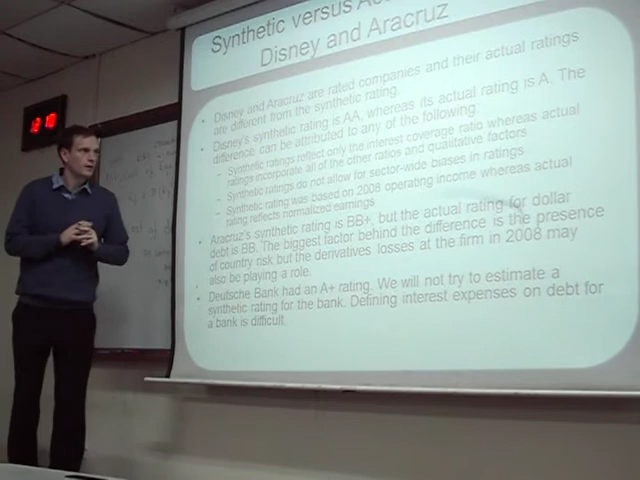 Synthetic versus
Disney and Aracruz
• Disney and Aracruz are rated companies and their actual ratings
are different from the synthetic rating.
• Disney's synthetic rating is AA, whereas its actual rating is A. The
difference can be attributed to any of the following:
– Synthetic ratings reflect only the interest coverage ratio whereas actual
ratings incorporate all of the other ratios and qualitative factors
– Synthetic ratings do not allow for sector-wide biases in ratings
– Synthetic rating was based on 2008 operating income whereas actual
rating reflects normalized earnings
• Aracruz's synthetic rating is BB+, but the actual rating for dollar
debt is BB. The biggest factor behind the difference is the presence
of country risk but the derivatives losses at the firm in 2008 may
also be playing a role.
• Deutsche Bank had an A+ rating. We will not try to estimate a
synthetic rating for the bank. Defining interest expenses on debt for
a bank is difficult.